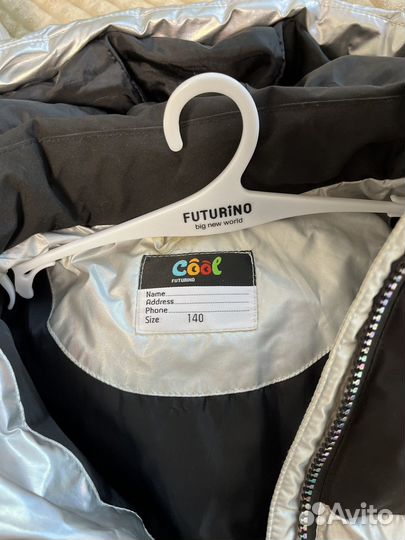 FUTURiNO
big new world
Cool
FUTURINO
Name
Address
Phone
Size 140
Avito